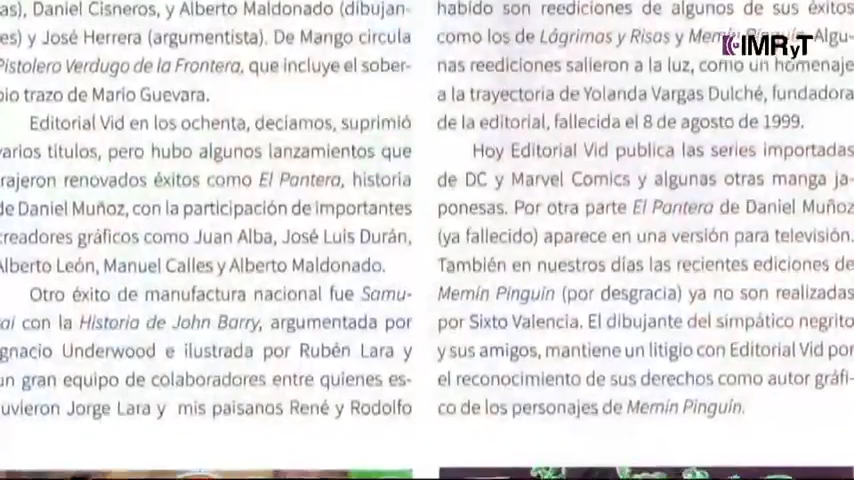 as), Daniel Cisneros, y Alberto Maldonado (dibujan-
es) y José Herrera (argumentista). De Mango circula
Pistolero Verdugo de la Frontera, que incluye el sober-
bio trazo de Mario Guevara.
Editorial Vid en los ochenta, decíamos, suprimió
varios títulos, pero hubo algunos lanzamientos que
trajeron renovados éxitos como El Pantera, historia
de Daniel Muñoz, con la participación de importantes
creadores gráficos como Juan Alba, José Luis Durán,
Alberto León, Manuel Calles y Alberto Maldonado.
Otro éxito de manufactura nacional fue Samu-
rai con la Historia de John Barry, argumentada por
Ignacio Underwood e ilustrada por Rubén Lara y
un gran equipo de colaboradores entre quienes es-
tuvieron Jorge Lara y mis paisanos René y Rodolfo
habido son reediciones de algunos de sus éxitos
como los de Lágrimas y Risas y Memín Pinguín. Algu-
nas reediciones salieron a la luz, como un homenaje
a la trayectoria de Yolanda Vargas Dulché, fundadora
de la editorial, fallecida el 8 de agosto de 1999.
Hoy Editorial Vid publica las series importadas
de DC y Marvel Comics y algunas otras manga ja-
ponesas. Por otra parte El Pantera de Daniel Muñoz
(ya fallecido) aparece en una versión para televisión.
También en nuestros días las recientes ediciones de
Memín Pinguín (por desgracia) ya no son realizadas
por Sixto Valencia. El dibujante del simpático negrito
y sus amigos, mantiene un litigio con Editorial Vid por
el reconocimiento de sus derechos como autor gráfi-
co de los personajes de Memín Pinguín.
IMRyT